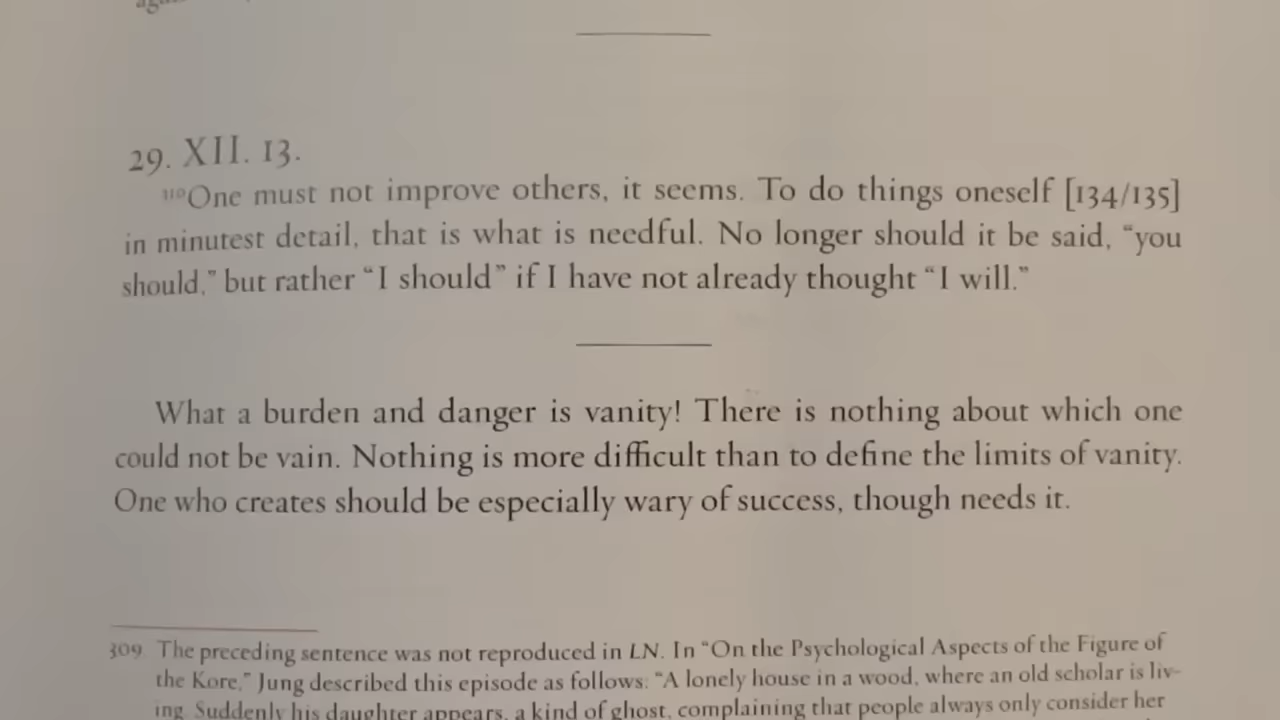 29. XII. 13.
310One must not improve others, it seems. To do things oneself [134/135]
in minutest detail, that is what is needful. No longer should it be said, “you
should,” but rather “I should” if I have not already thought “I will.”
What a burden and danger is vanity! There is nothing about which one
could not be vain. Nothing is more difficult than to define the limits of vanity.
One who creates should be especially wary of success, though needs it.
309 The preceding sentence was not reproduced in LN. In “On the Psychological Aspects of the Figure of
the Kore,” Jung described this episode as follows: “A lonely house in a wood, where an old scholar is liv-
ing. Suddenly his daughter appears, a kind of ghost, complaining that people always only consider her